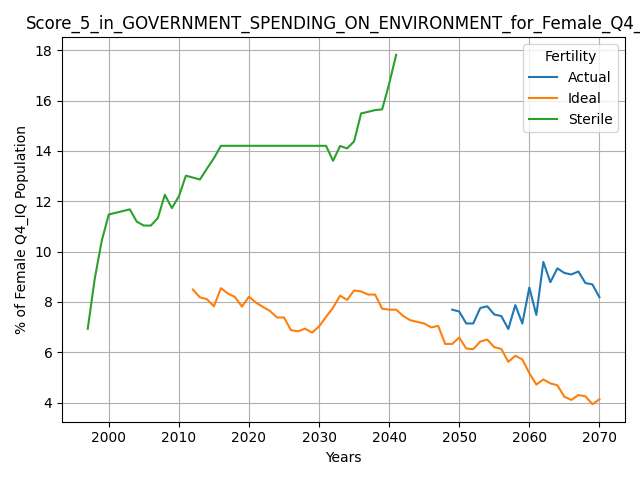 Score_5_in_GOVERNMENT_SPENDING_ON_ENVIRONMENT_for_Female_Q4_
18
16
14
12
10
8
6
4
% of Female Q4_IQ Population
Fertility
Actual
Ideal
Sterile
2000
2010
2020
2030
2040
2050
2060
2070
Years